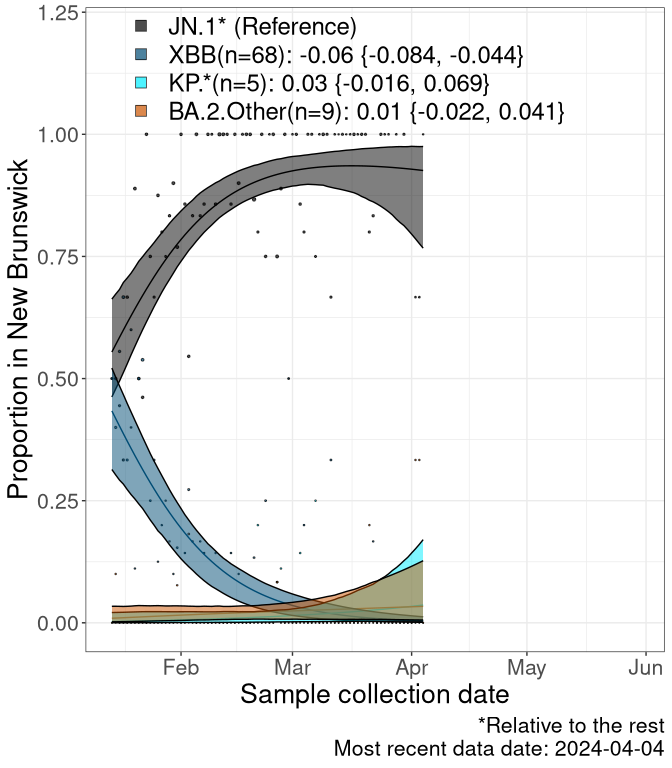 1.25
JN.1* (Reference)
XBB(n=68): -0.06 {-0.084, -0.044}
KP.*(n=5): 0.03 {-0.016, 0.069}
BA.2.Other(n=9): 0.01 {-0.022, 0.041}
1.00
0.75
0.50
0.25
0.00
Proportion in New Brunswick
Feb Mar Apr May Jun
Sample collection date
*Relative to the rest
Most recent data date: 2024-04-04